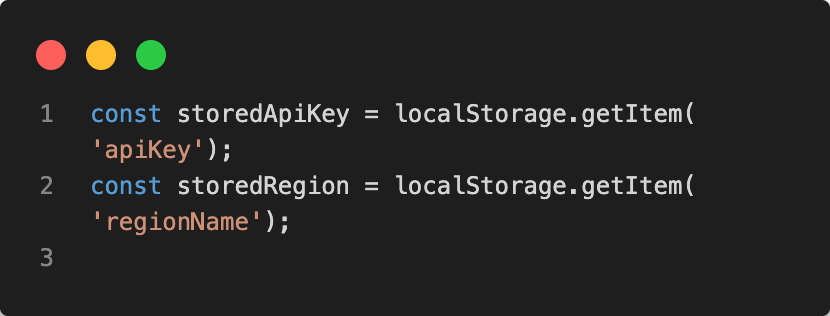 1 const storedApiKey = localStorage.getItem(
'apiKey');
2 const storedRegion = localStorage.getItem(
'regionName');
3